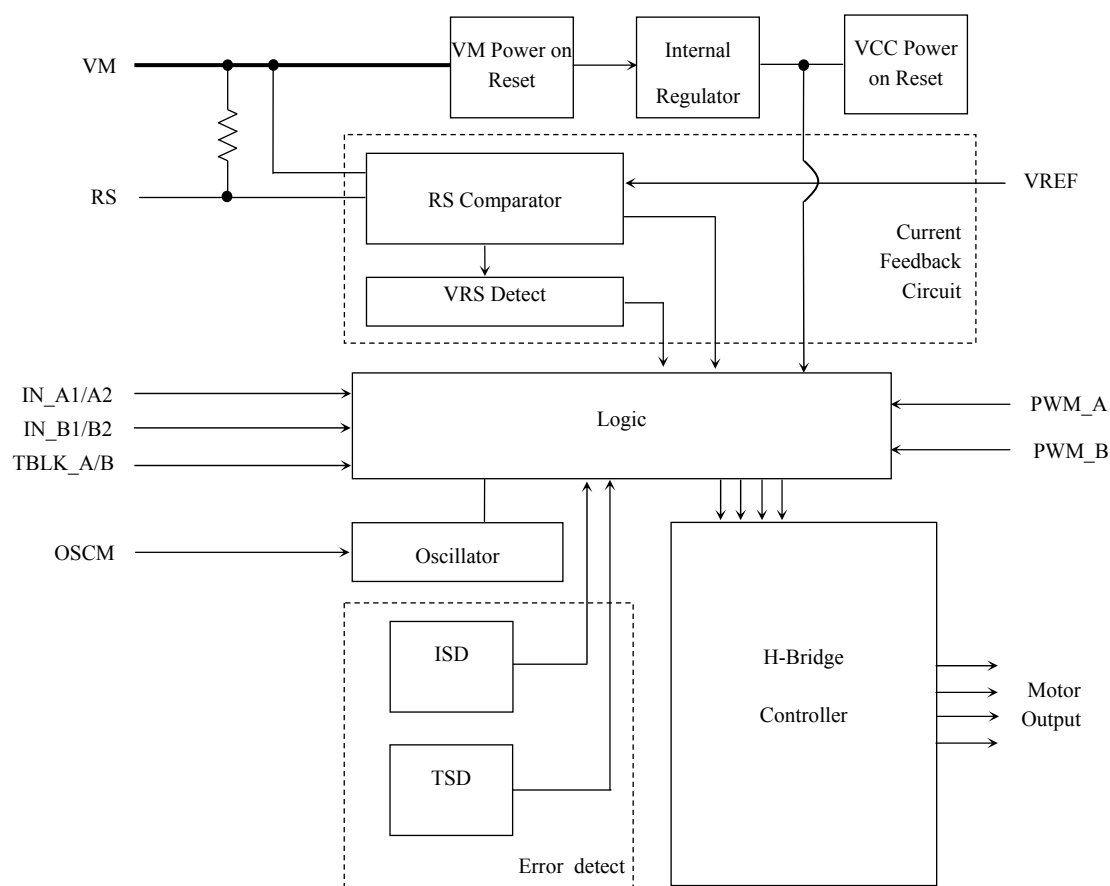 VM
VM Power on
Reset
Internal
Regulator
VCC Power
on Reset
RS
RS Comparator
VREF
Current
Feedback
Circuit
VRS Detect
IN_A1/A2
IN_B1/B2
TBLK_A/B
Logic
PWM_A
PWM_B
OSCM
Oscillator
ISD
TSD
Error detect
H-Bridge
Controller
Motor
Output